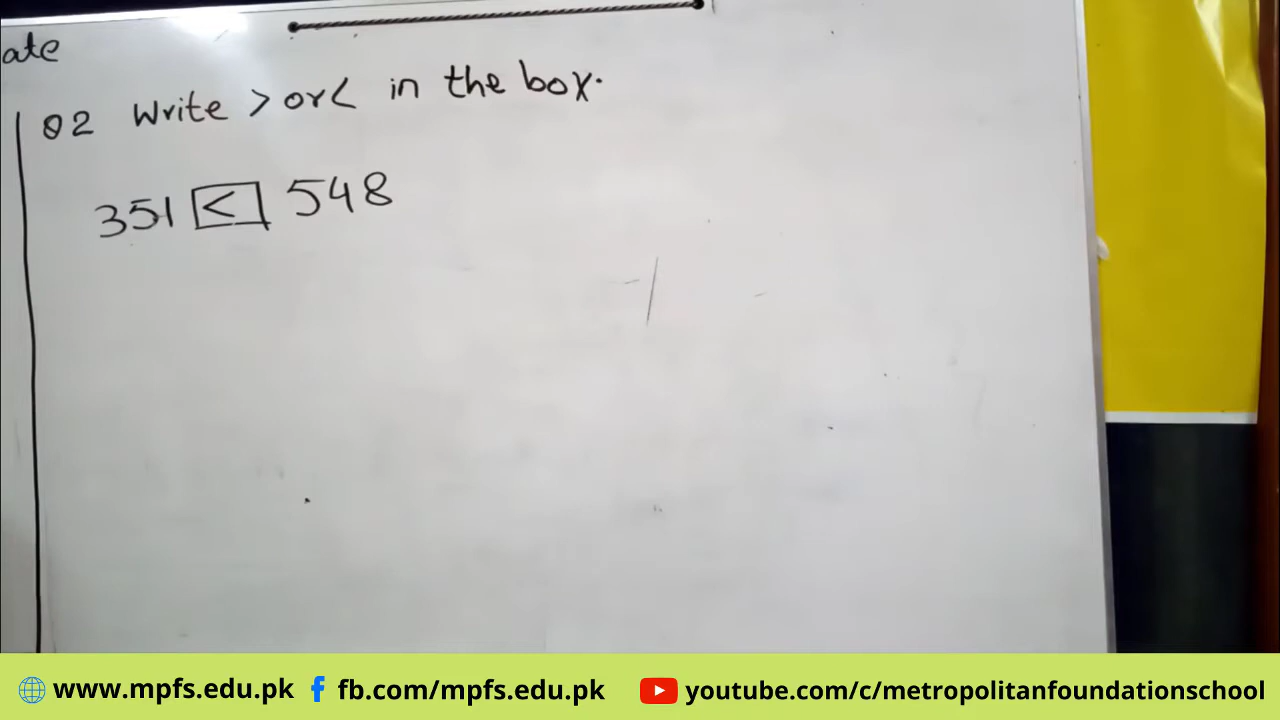 ate
Q2 Write > or < in the box.
351 < 548
www.mpfs.edu.pk fb.com/mpfs.edu.pk youtube.com/c/metropolitanfoundationschool